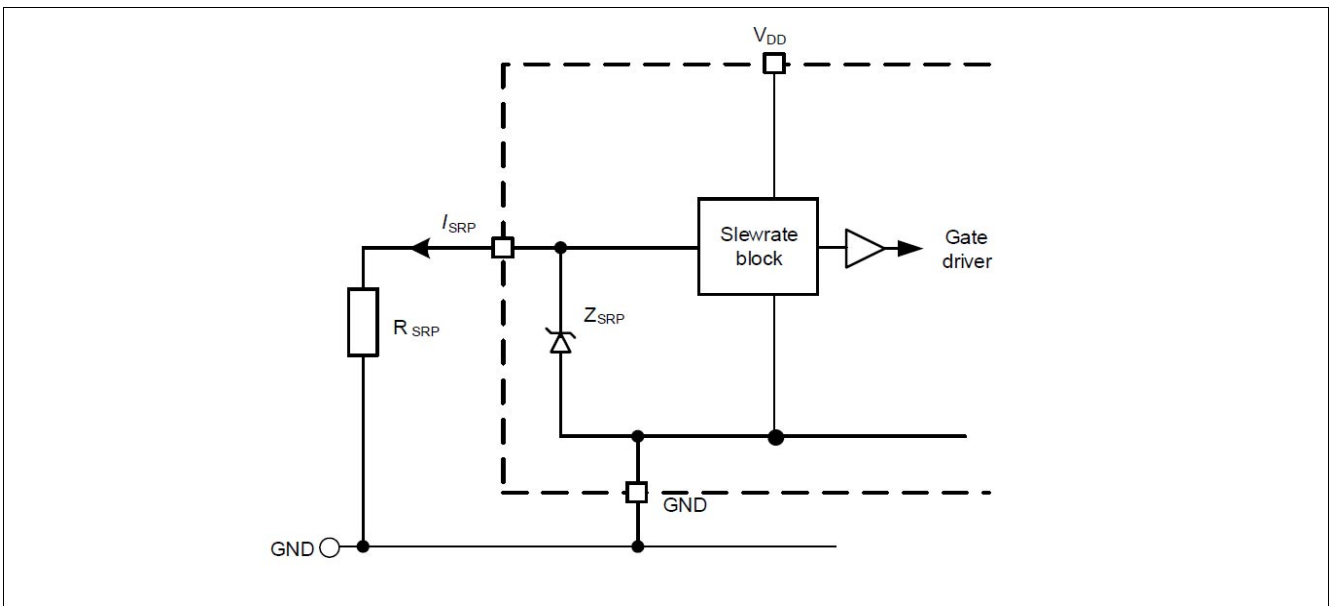 VDD
ISRP
Slewrate
block
Gate
driver
RSRP
ZSRP
GND
GND